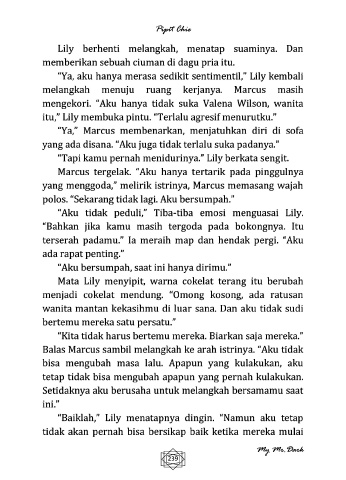 Pipit Chie
Lily berhenti melangkah, menatap suaminya. Dan
memberikan sebuah ciuman di dagu pria itu.
“Ya, aku hanya merasa sedikit sentimentil,” Lily kembali
melangkah menuju ruang kerjanya. Marcus masih
mengekori. “Aku hanya tidak suka Valena Wilson, wanita
itu,” Lily membuka pintu. “Terlalu agresif menurutku.”
“Ya,” Marcus membenarkan, menjatuhkan diri di sofa
yang ada disana. “Aku juga tidak terlalu suka padanya.”
“Tapi kamu pernah menidurinya.” Lily berkata sengit.
Marcus tergelak. “Aku hanya tertarik pada pinggulnya
yang menggoda,” melirik istrinya, Marcus memasang wajah
polos. “Sekarang tidak lagi. Aku bersumpah.”
“Aku tidak peduli,” Tiba-tiba emosi menguasai Lily.
“Bahkan jika kamu masih tergoda pada bokongnya. Itu
terserah padamu.” Ia meraih map dan hendak pergi. “Aku
ada rapat penting.”
“Aku bersumpah, saat ini hanya dirimu.”
Mata Lily menyipit, warna cokelat terang itu berubah
menjadi cokelat mendung. “Omong kosong, ada ratusan
wanita mantan kekasihmu di luar sana. Dan aku tidak sudi
bertemu mereka satu persatu.”
“Kita tidak harus bertemu mereka. Biarkan saja mereka.”
Balas Marcus sambil melangkah ke arah istrinya. “Aku tidak
bisa mengubah masa lalu. Apapun yang kulakukan, aku
tetap tidak bisa mengubah apapun yang pernah kulakukan.
Setidaknya aku berusaha untuk melangkah bersamamu saat
ini.”
“Baiklah,” Lily menatapnya dingin. “Namun aku tetap
tidak akan pernah bisa bersikap baik ketika mereka mulai
My Mr. Dark
239